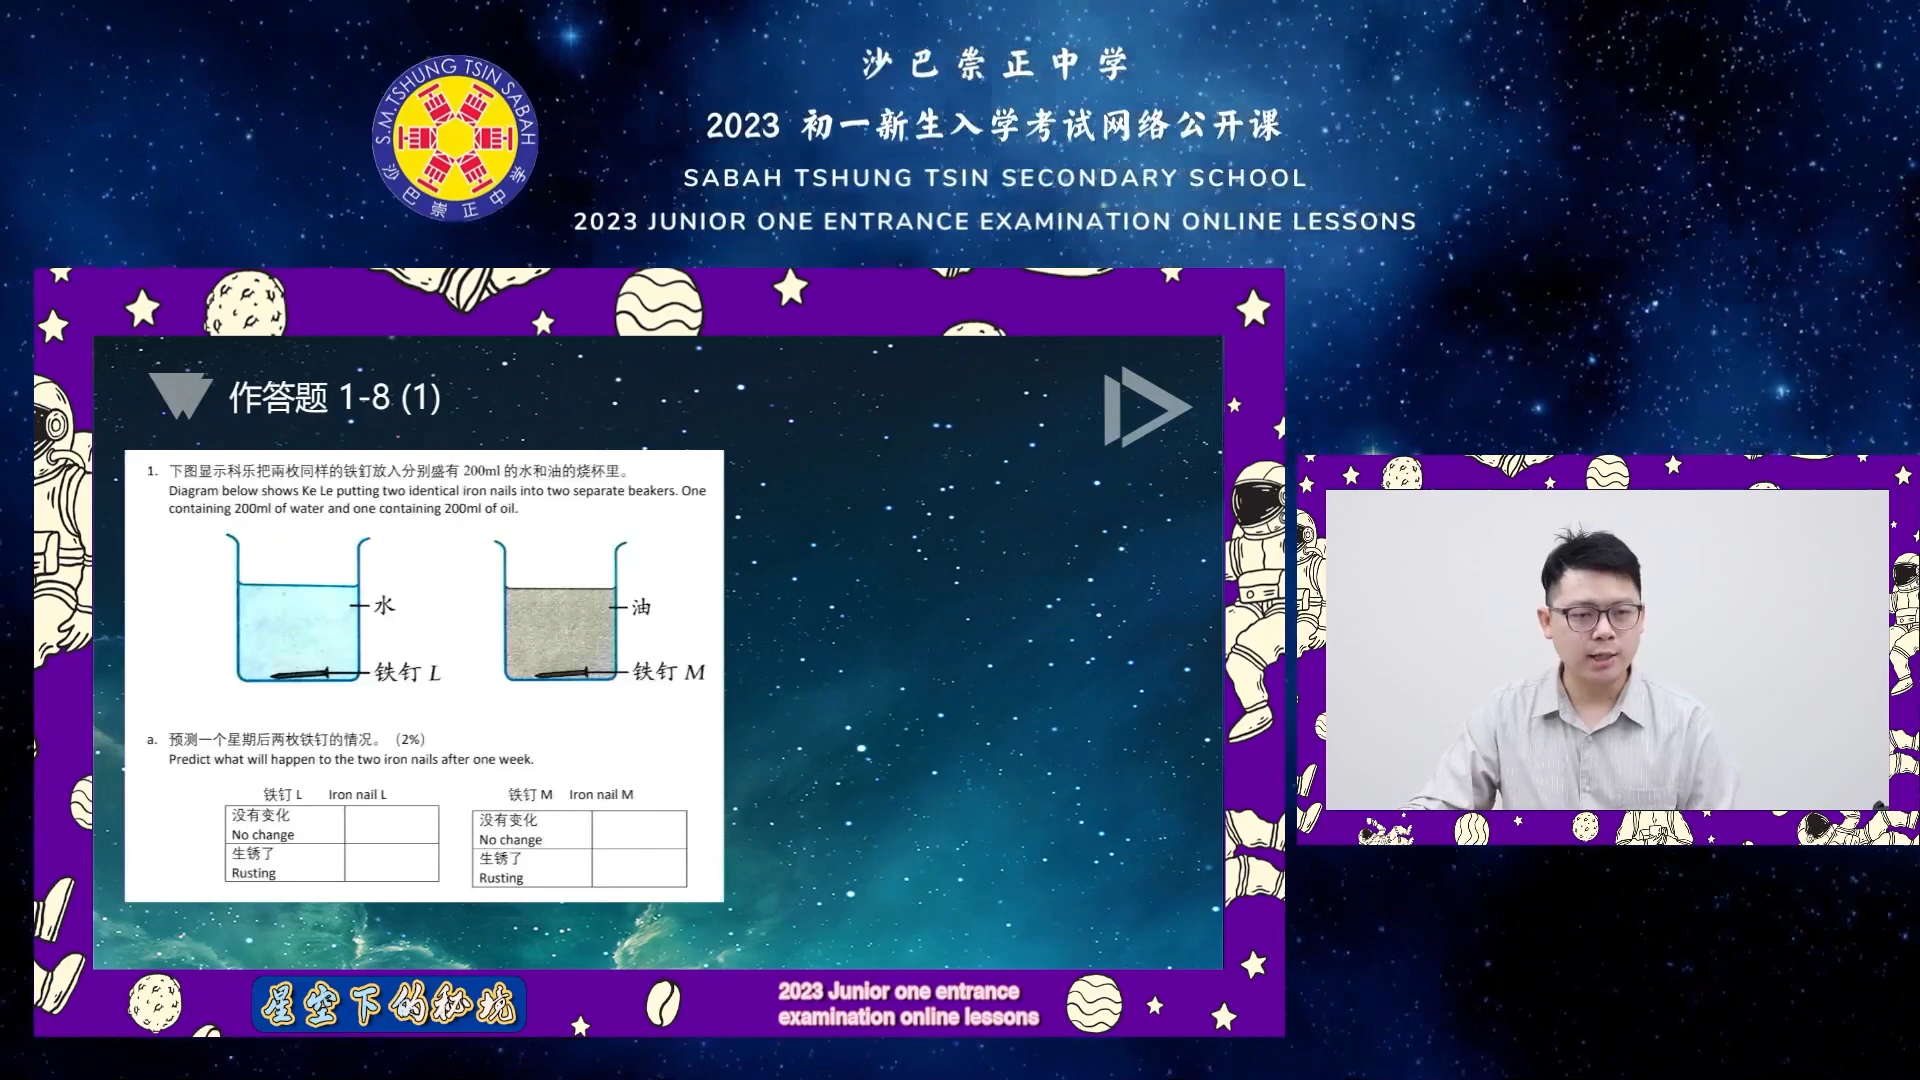 沙巴崇正中学
2023 初一新生入学考试网络公开课
SABAH TSHUNG TSIN SECONDARY SCHOOL
2023 JUNIOR ONE ENTRANCE EXAMINATION ONLINE LESSONS
S.M. TSHUNG TSIN SABAH
沙巴崇正中学
作答题 1-8 (1)
1. 下图显示科乐把兩枚同样的铁釘放入分别盛有 200ml 的水和油的烧杯里。
Diagram below shows Ke Le putting two identical iron nails into two separate beakers. One
containing 200ml of water and one containing 200ml of oil.
水
油
铁钉 L
铁钉 M
a. 预测一个星期后两枚铁钉的情况。（2%）
Predict what will happen to the two iron nails after one week.
铁钉 L Iron nail L
没有变化
No change
生锈了
Rusting
铁钉 M Iron nail M
没有变化
No change
生锈了
Rusting
星空下的秘境
2023 Junior one entrance
examination online lessons